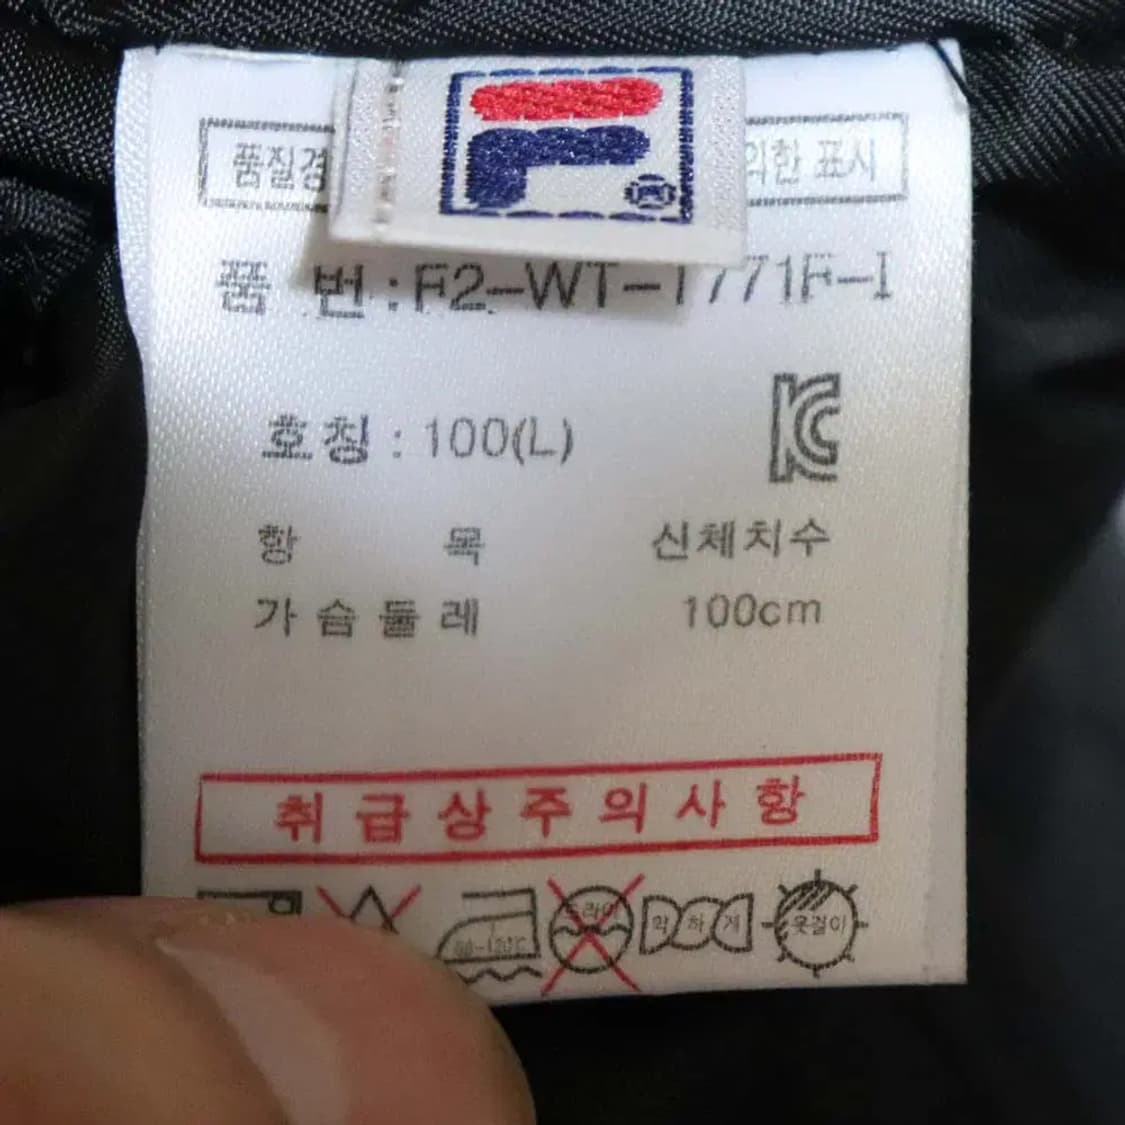 품질경 의한 표시
품 번 : F2-WT-1771F-I
호칭 : 100(L)
항 목 신체치수
가슴둘레 100cm
취급상주의사항
드라이 약하게 옷걸이